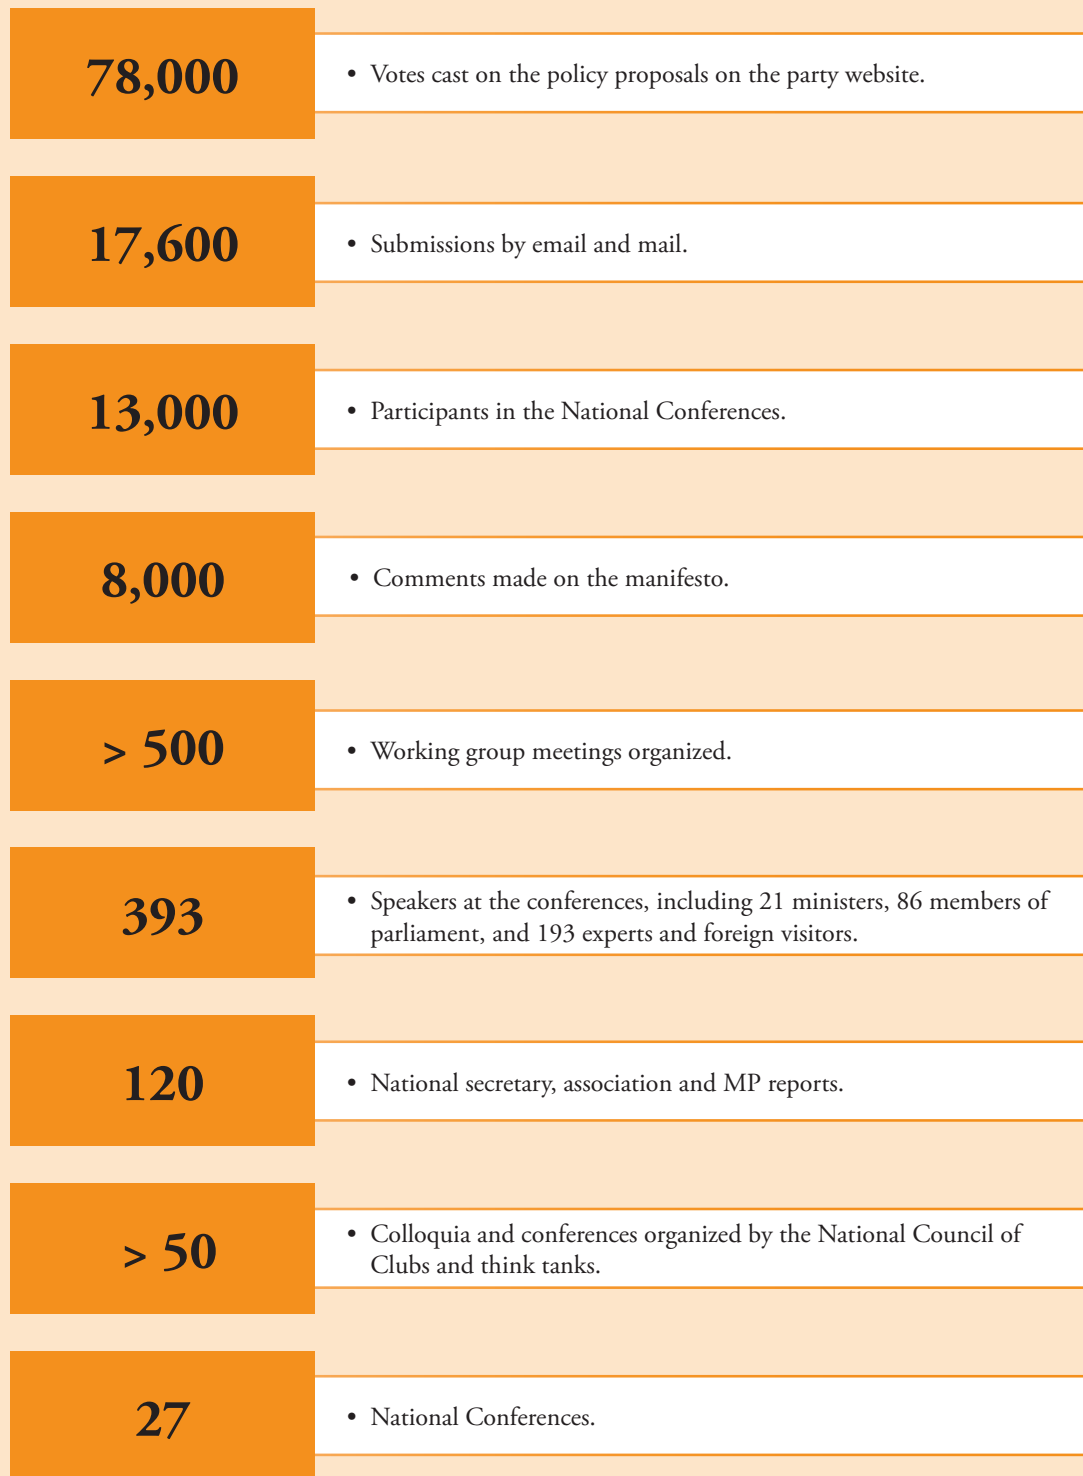 78,000
• Votes cast on the policy proposals on the party website.
17,600
• Submissions by email and mail.
13,000
• Participants in the National Conferences.
8,000
• Comments made on the manifesto.
> 500
• Working group meetings organized.
393
• Speakers at the conferences, including 21 ministers, 86 members of
parliament, and 193 experts and foreign visitors.
120
• National secretary, association and MP reports.
> 50
• Colloquia and conferences organized by the National Council of
Clubs and think tanks.
27
• National Conferences.